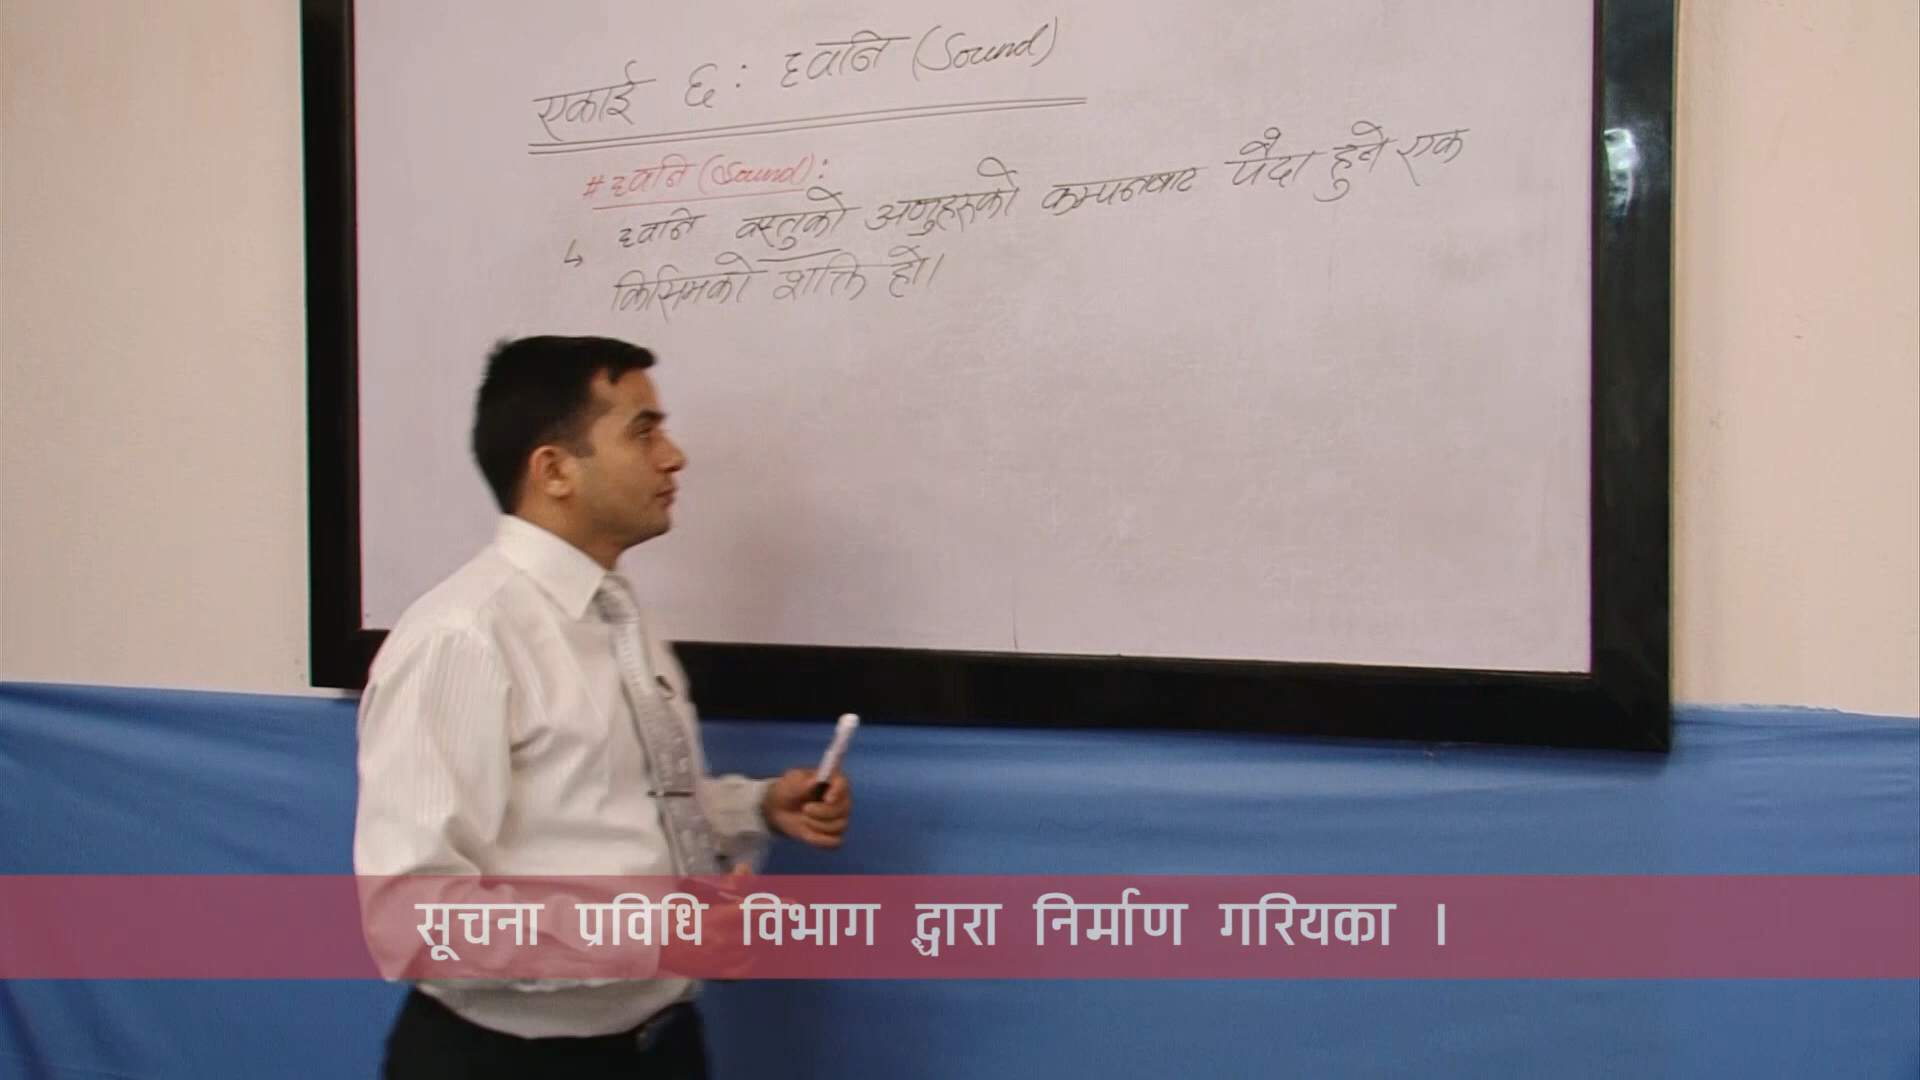 एकाई ६ : ध्वनि (Sound)
# ध्वनि (Sound) :
↳ ध्वनि वस्तुको अणुहरुको कम्पनबाट पैदा हुने एक
किसिमको शक्ति हो।
सूचना प्रविधि विभाग द्धारा निर्माण गरियका ।